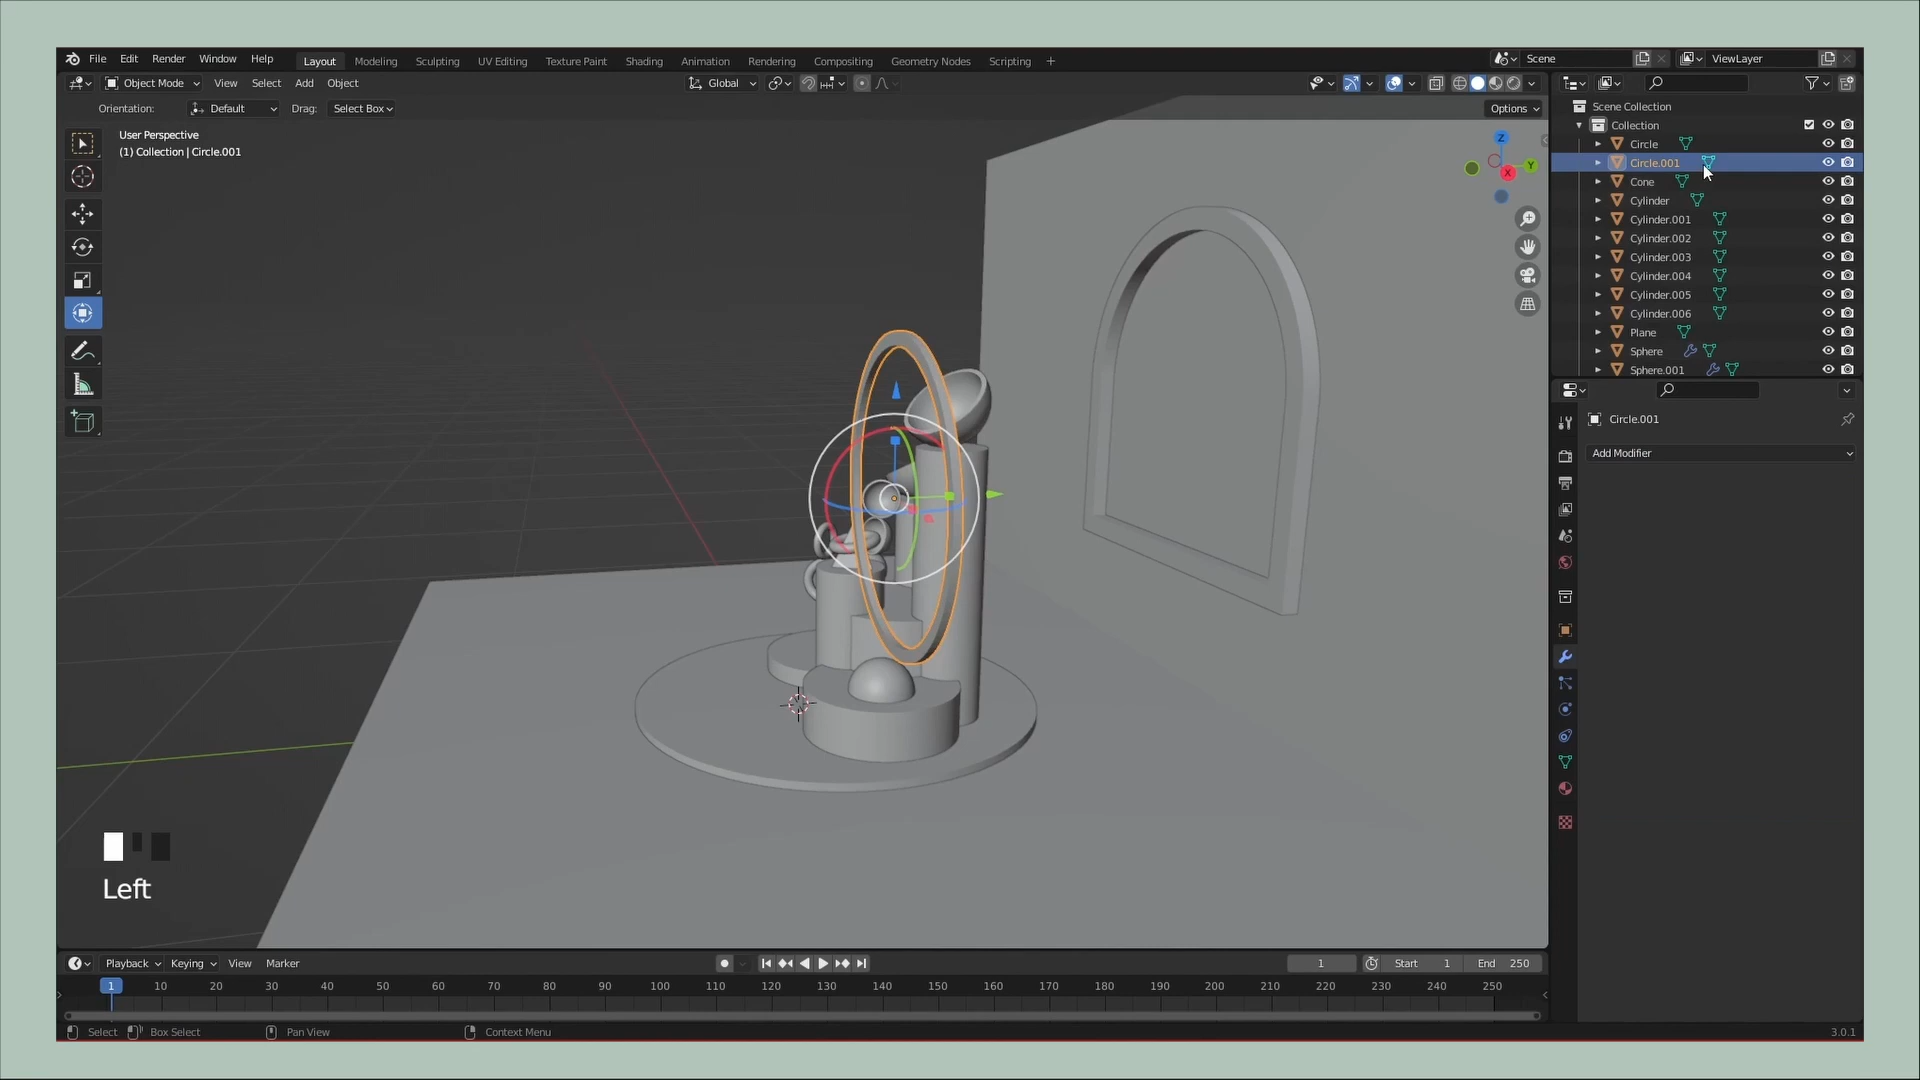 File Edit Render Window Help Layout Modeling Sculpting UV Editing Texture Paint Shading Animation Rendering Compositing Geometry Nodes Scripting + Scene ViewLayer
Object Mode View Select Add Object Global
Orientation: Default Drag: Select Box Options
User Perspective
(1) Collection | Circle.001
Z
Y
X
Scene Collection
Collection
Circle
Circle.001
Cone
Cylinder
Cylinder.001
Cylinder.002
Cylinder.003
Cylinder.004
Cylinder.005
Cylinder.006
Plane
Sphere
Sphere.001
Circle.001
Add Modifier
Left
Playback Keying View Marker 1 Start 1 End 250
1 10 20 30 40 50 60 70 80 90 100 110 120 130 140 150 160 170 180 190 200 210 220 230 240 250
Select Box Select Pan View Context Menu 3.0.1